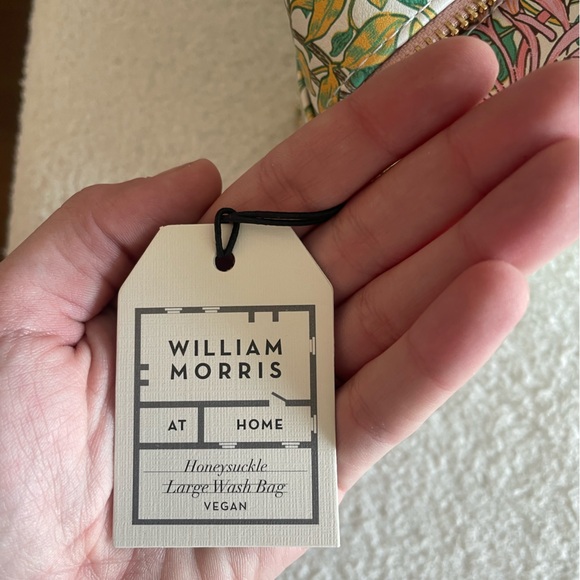 WILLIAM
MORRIS
AT HOME
Honeysuckle
Large Wash Bag
VEGAN